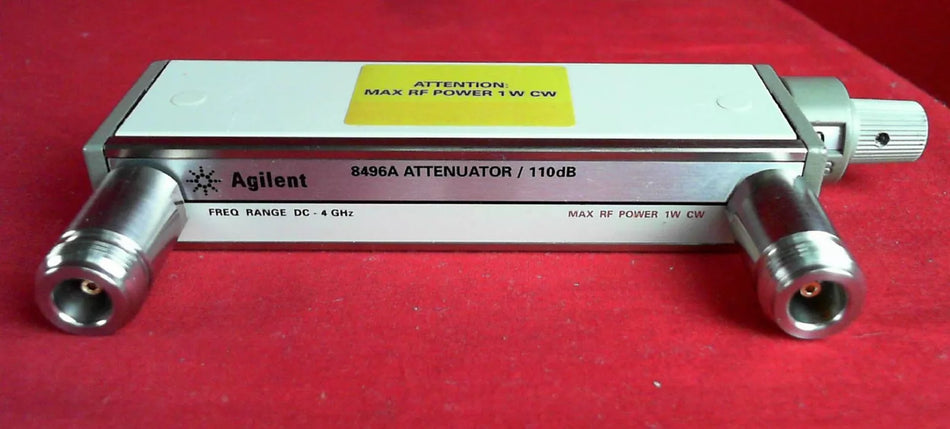 ATTENTION:
MAX RF POWER 1W CW
Agilent
8496A ATTENUATOR / 110dB
FREQ RANGE DC - 4 GHz
MAX RF POWER 1W CW